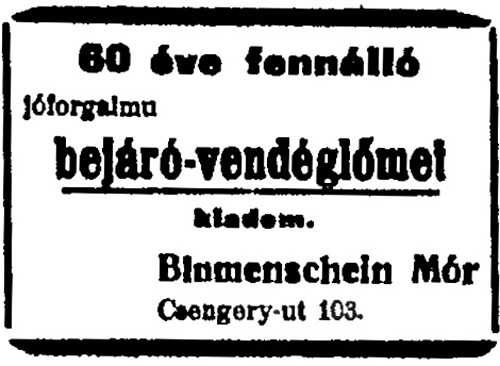 60 éve fennálló
jóforgalmu
bejáró-vendéglőmet
kiadom.
Blumenschein Mór
Csengery-ut 103.